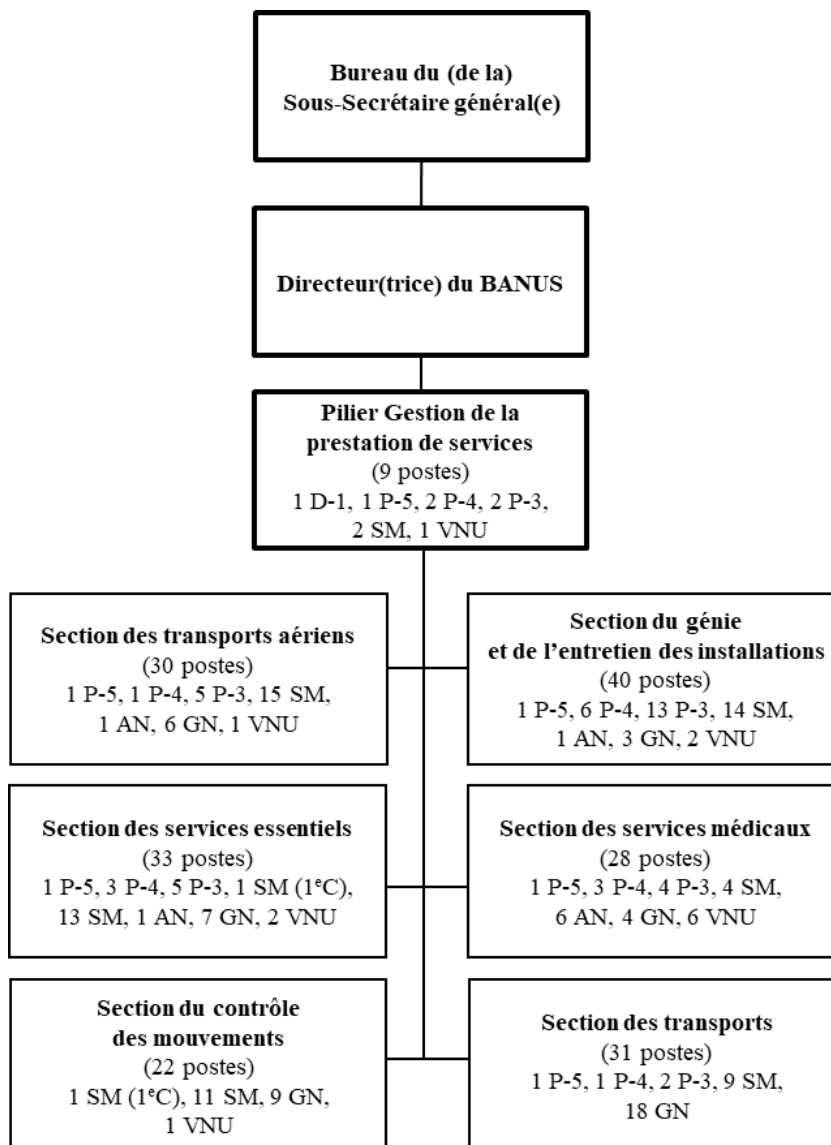 Bureau du (de la)
Sous-Secrétaire général(e)
Directeur(trice) du BANUS
Pilier Gestion de la
prestation de services
(9 postes)
1 D-1, 1 P-5, 2 P-4, 2 P-3,
2 SM, 1 VNU
Section des transports aériens
(30 postes)
1 P-5, 1 P-4, 5 P-3, 15 SM,
1 AN, 6 GN, 1 VNU
Section du génie
et de l’entretien des installations
(40 postes)
1 P-5, 6 P-4, 13 P-3, 14 SM,
1 AN, 3 GN, 2 VNU
Section des services essentiels
(33 postes)
1 P-5, 3 P-4, 5 P-3, 1 SM (1ᵉC),
13 SM, 1 AN, 7 GN, 2 VNU
Section des services médicaux
(28 postes)
1 P-5, 3 P-4, 4 P-3, 4 SM,
6 AN, 4 GN, 6 VNU
Section du contrôle
des mouvements
(22 postes)
1 SM (1ᵉC), 11 SM, 9 GN,
1 VNU
Section des transports
(31 postes)
1 P-5, 1 P-4, 2 P-3, 9 SM,
18 GN